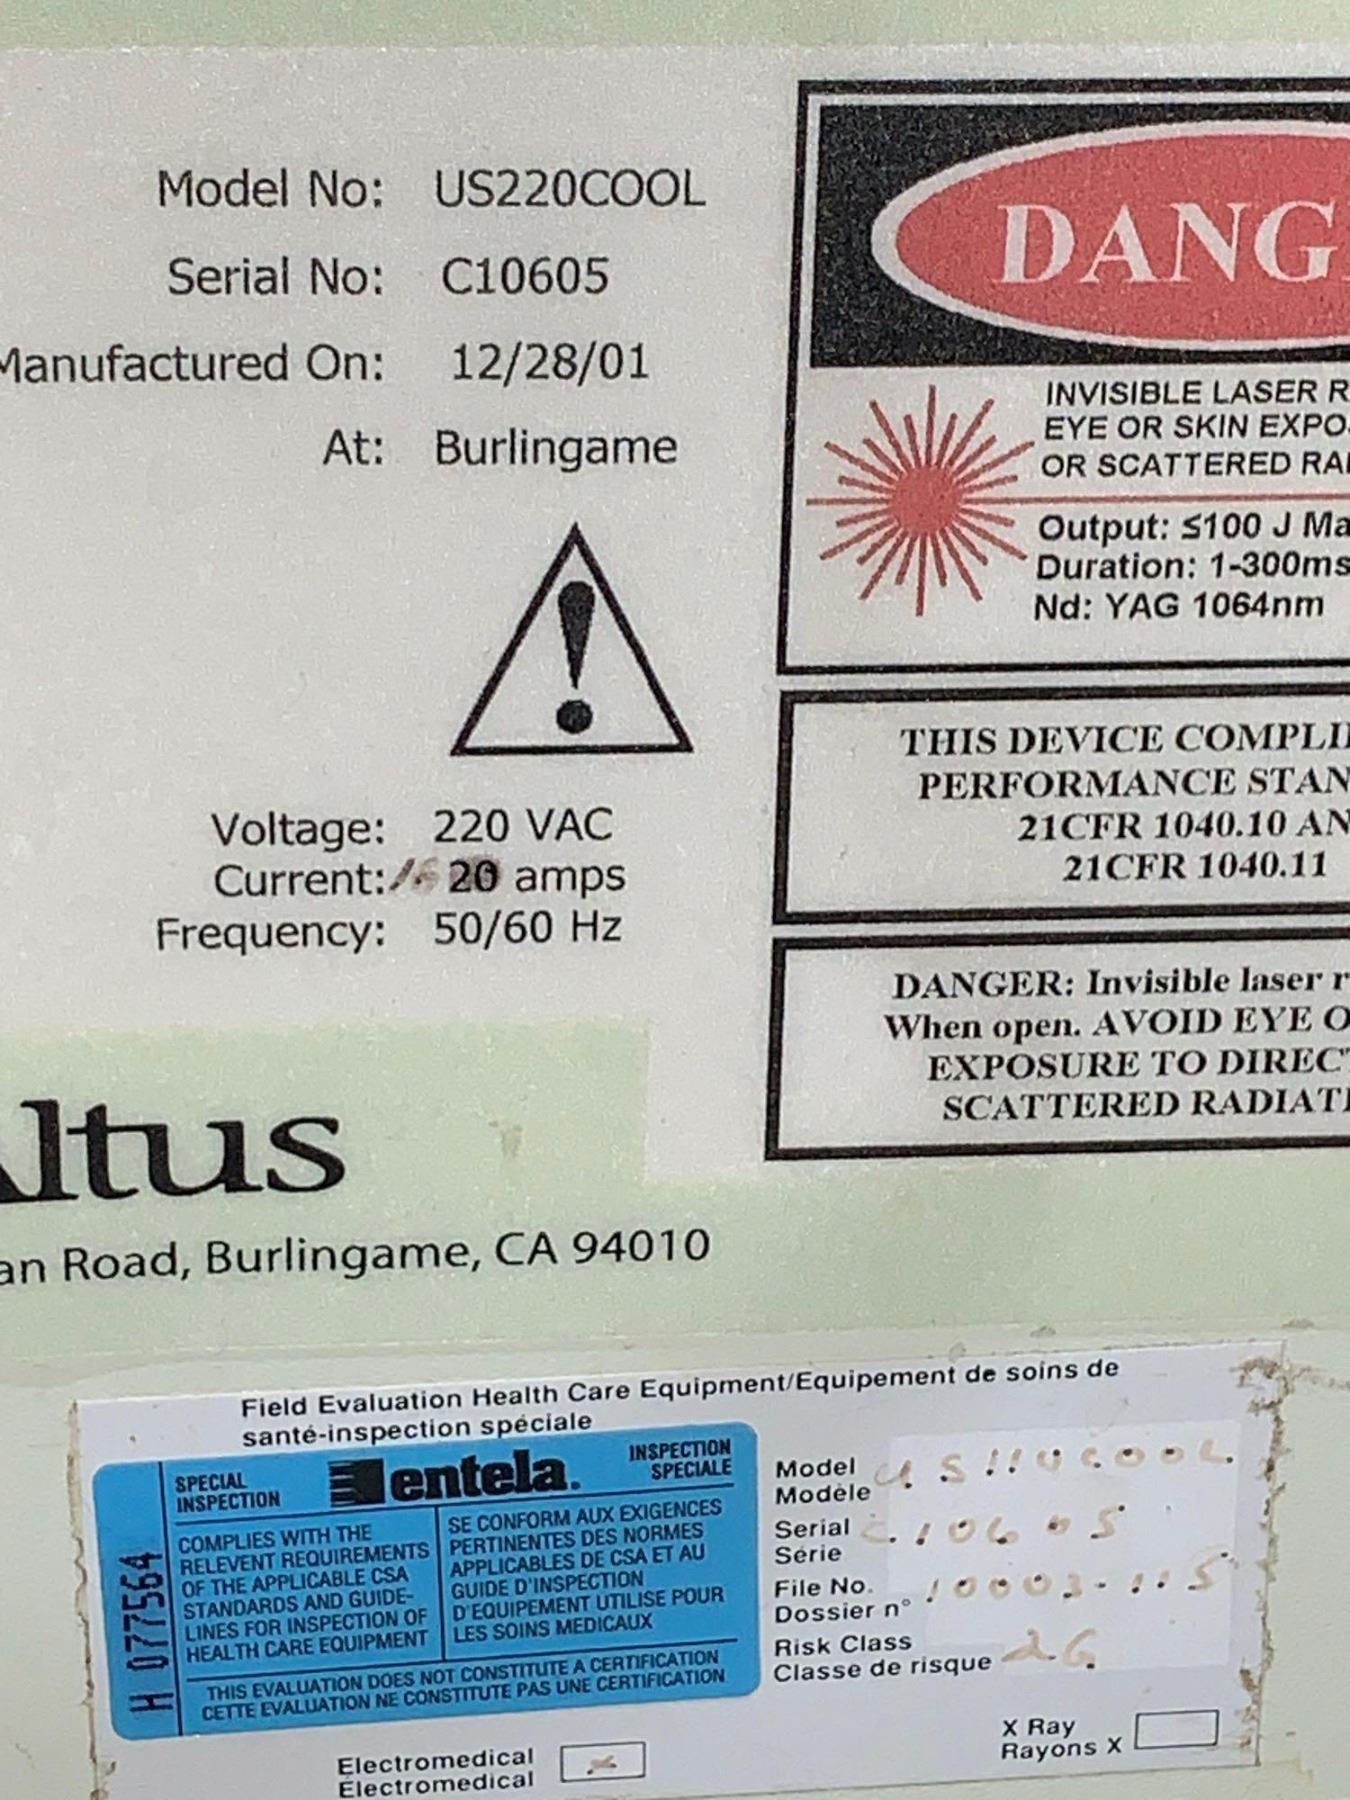 Model No: US220COOL
Serial No: C10605
Manufactured On: 12/28/01
At: Burlingame
Voltage: 220 VAC
Current: 16 20 amps
Frequency: 50/60 Hz
Altus
an Road, Burlingame, CA 94010
DANG
INVISIBLE LASER R
EYE OR SKIN EXPO
OR SCATTERED RA
Output: ≤100 J Ma
Duration: 1-300ms
Nd: YAG 1064nm
THIS DEVICE COMPLI
PERFORMANCE STAN
21CFR 1040.10 AN
21CFR 1040.11
DANGER: Invisible laser r
When open. AVOID EYE O
EXPOSURE TO DIREC
SCATTERED RADIATI
Field Evaluation Health Care Equipment/Equipement de soins de
santé-inspection spéciale
SPECIAL
INSPECTION
entela.
INSPECTION
SPECIALE
COMPLIES WITH THE
RELEVENT REQUIREMENTS
OF THE APPLICABLE CSA
STANDARDS AND GUIDE-
LINES FOR INSPECTION OF
HEALTH CARE EQUIPMENT
SE CONFORM AUX EXIGENCES
PERTINENTES DES NORMES
APPLICABLES DE CSA ET AU
GUIDE D'INSPECTION
D'EQUIPEMENT UTILISE POUR
LES SOINS MEDICAUX
THIS EVALUATION DOES NOT CONSTITUTE A CERTIFICATION
CETTE EVALUATION NE CONSTITUTE PAS UNE CERTIFICATION
H 077564
Model
Modèle
Serial C10605
Série
File No.
Dossier n°
Risk Class 2G
Classe de risque
Electromedical
Électromedical
X Ray
Rayons X